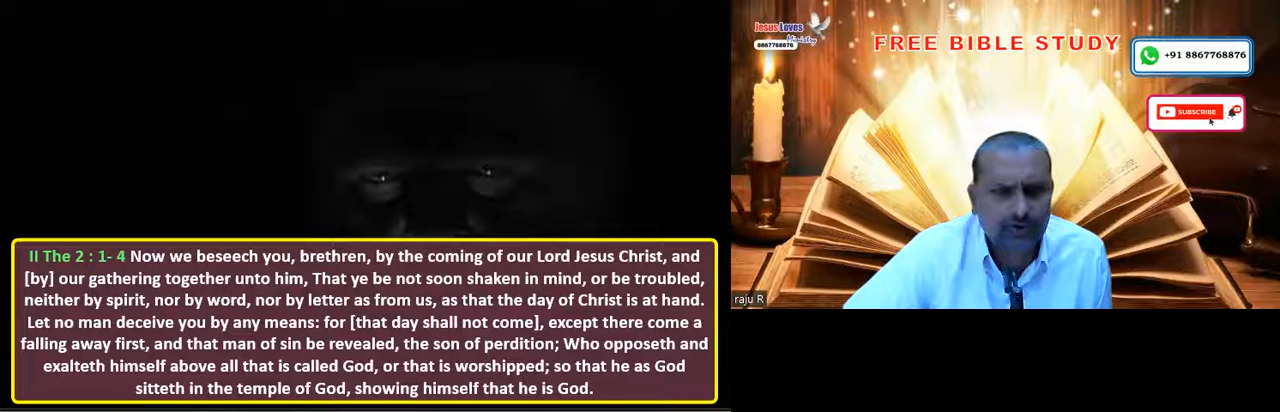 II The 2 : 1- 4 Now we beseech you, brethren, by the coming of our Lord Jesus Christ, and
[by] our gathering together unto him, That ye be not soon shaken in mind, or be troubled,
neither by spirit, nor by word, nor by letter as from us, as that the day of Christ is at hand.
Let no man deceive you by any means: for [that day shall not come], except there come a
falling away first, and that man of sin be revealed, the son of perdition; Who opposeth and
exalteth himself above all that is called God, or that is worshipped; so that he as God
sitteth in the temple of God, showing himself that he is God.
Jesus Loves
Ministry
8867768876
FREE BIBLE STUDY
+91 8867768876
SUBSCRIBE
raju R